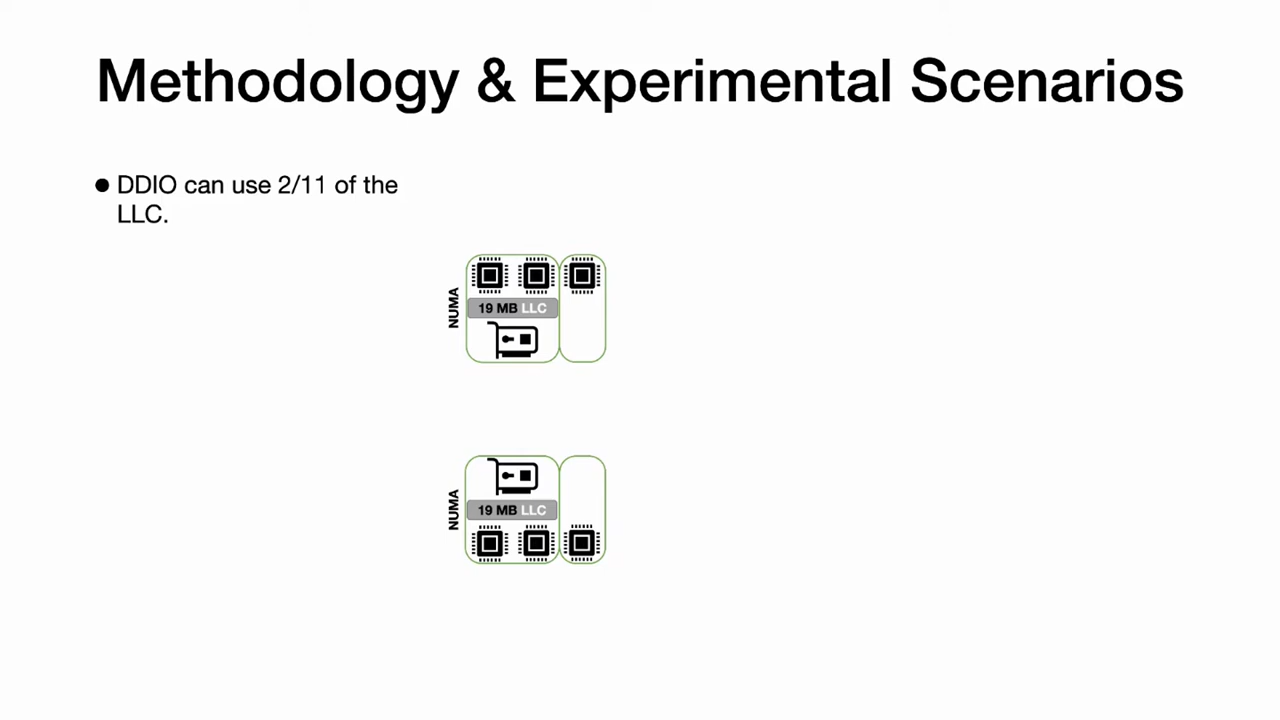 Methodology & Experimental Scenarios
● DDIO can use 2/11 of the
LLC.
NUMA
19 MB LLC
NUMA
19 MB LLC